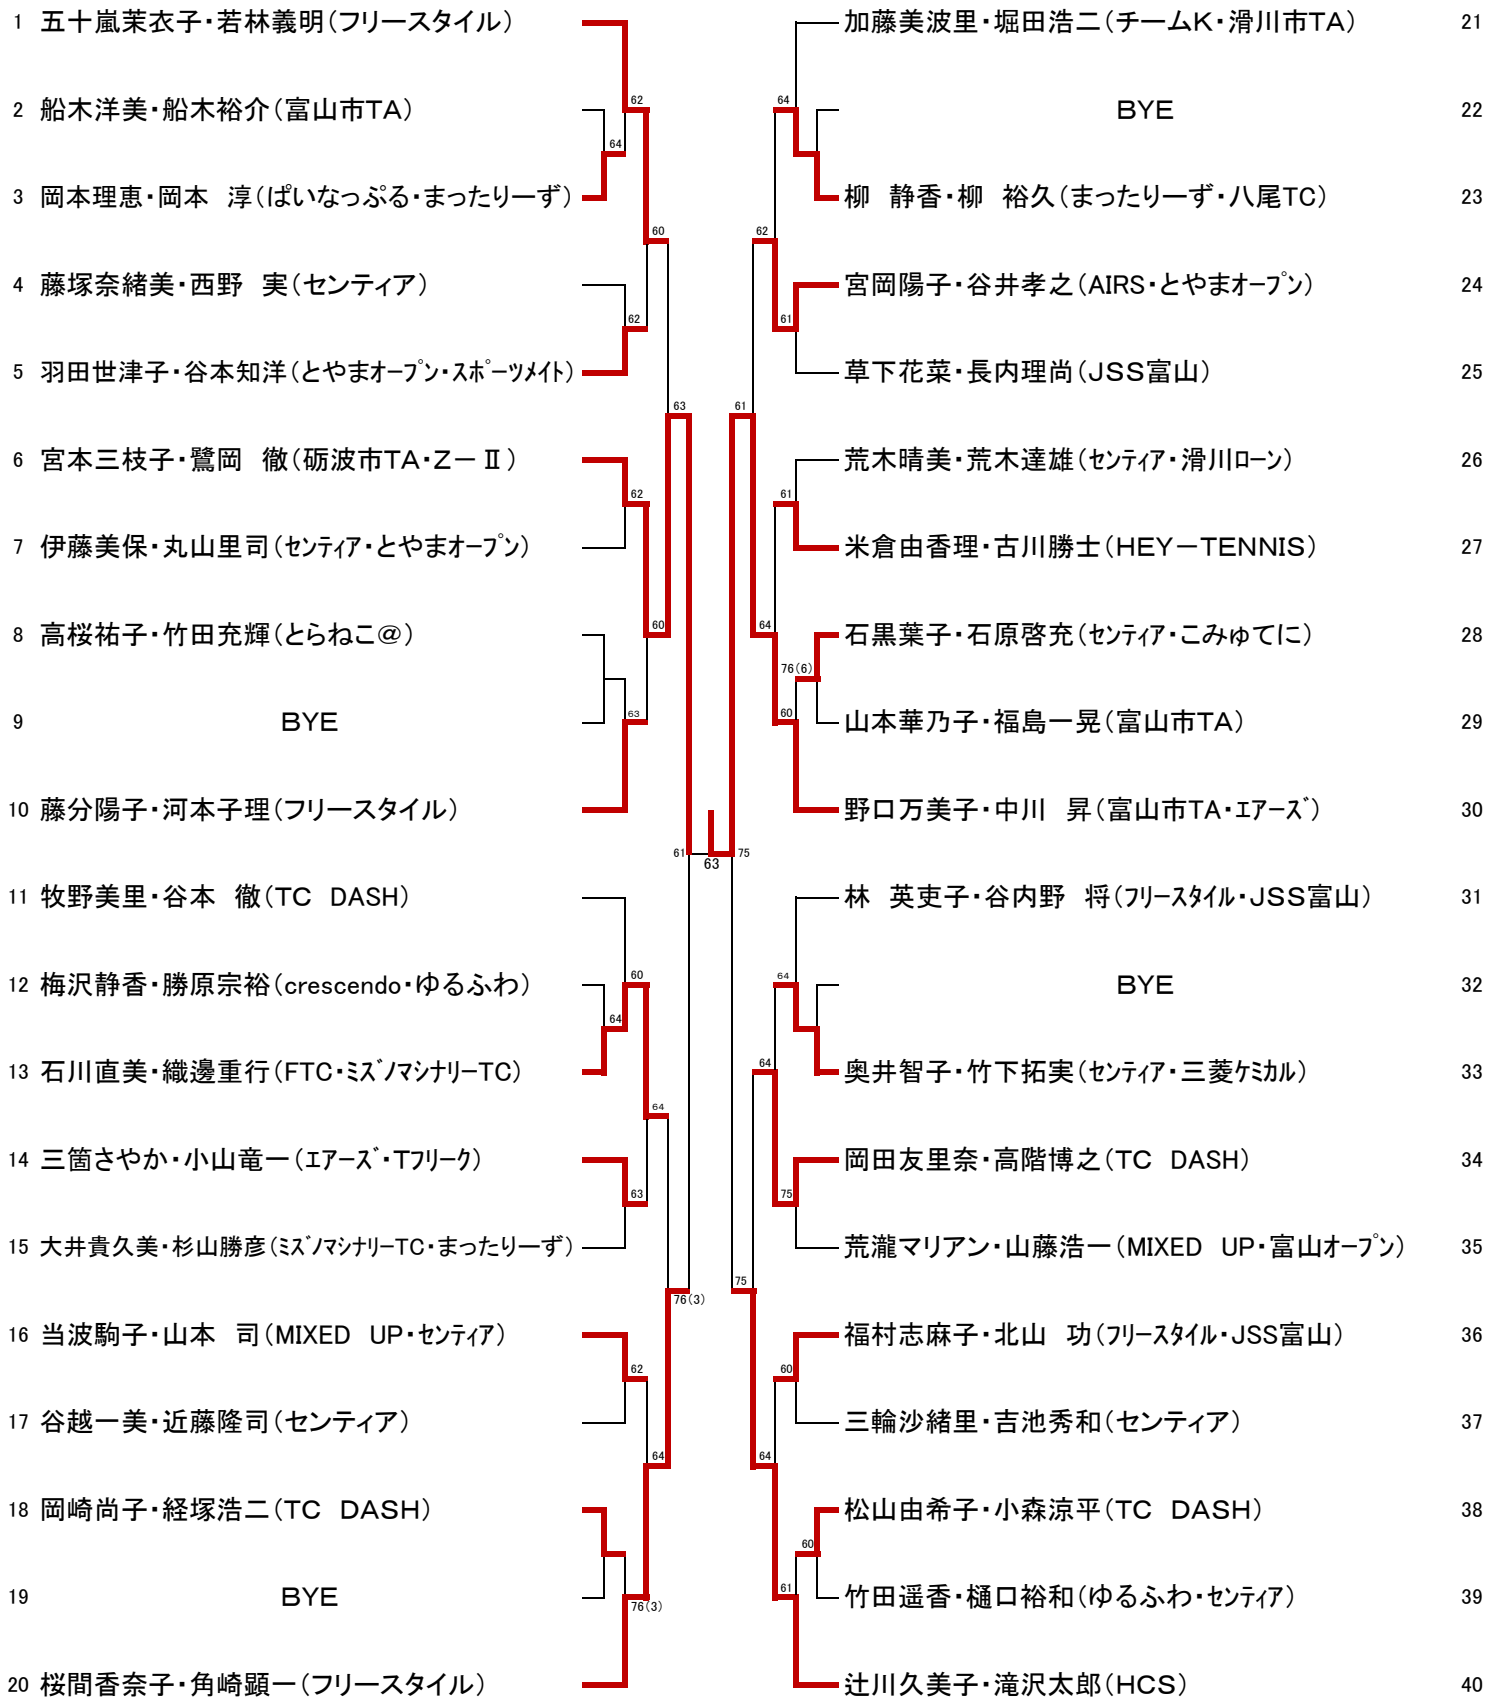 1 五十嵐茉衣子・若林義明(フリースタイル)
2 船木洋美・船木裕介(富山市TA)
3 岡本理恵・岡本　淳(ぱいなっぷる・まったりーず)
4 藤塚奈緒美・西野　実(センティア)
5 羽田世津子・谷本知洋(とやまオープン・スポーツメイト)
6 宮本三枝子・鷺岡　徹(砺波市TA・Z－Ⅱ)
7 伊藤美保・丸山里司(センティア・とやまオープン)
8 高桜祐子・竹田充輝(とらねこ@)
9 BYE
10 藤分陽子・河本子理(フリースタイル)
11 牧野美里・谷本　徹(TC　DASH)
12 梅沢静香・勝原宗裕(crescendo・ゆるふわ)
13 石川直美・織邊重行(FTC・ミズノマシナリーTC)
14 三箇さやか・小山竜一(エアーズ・Tフリーク)
15 大井貴久美・杉山勝彦(ミズノマシナリーTC・まったりーず)
16 当波駒子・山本　司(MIXED　UP・センティア)
17 谷越一美・近藤隆司(センティア)
18 岡崎尚子・経塚浩二(TC　DASH)
19 BYE
20 桜間香奈子・角崎顕一(フリースタイル)
62
64
60
62
63
62
60
63
61
60
64
64
63
76(3)
62
64
76(3)
63
加藤美波里・堀田浩二(チームK・滑川市TA) 21
BYE 22
柳　静香・柳　裕久(まったりーず・八尾TC) 23
宮岡陽子・谷井孝之(AIRS・とやまオープン) 24
草下花菜・長内理尚(JSS富山) 25
荒木晴美・荒木達雄(センティア・滑川ローン) 26
米倉由香理・古川勝士(HEY－TENNIS) 27
石黒葉子・石原啓充(センティア・こみゅてに) 28
山本華乃子・福島一晃(富山市TA) 29
野口万美子・中川　昇(富山市TA・エアーズ) 30
林　英吏子・谷内野　将(フリースタイル・JSS富山) 31
BYE 32
奥井智子・竹下拓実(センティア・三菱ケミカル) 33
岡田友里奈・高階博之(TC　DASH) 34
荒瀧マリアン・山藤浩一(MIXED　UP・富山オープン) 35
福村志麻子・北山　功(フリースタイル・JSS富山) 36
三輪沙緒里・吉池秀和(センティア) 37
松山由希子・小森涼平(TC　DASH) 38
竹田遥香・樋口裕和(ゆるふわ・センティア) 39
辻川久美子・滝沢太郎(HCS) 40
64
62
61
61
61
64
76(6)
60
75
64
64
75
75
60
64
60
61